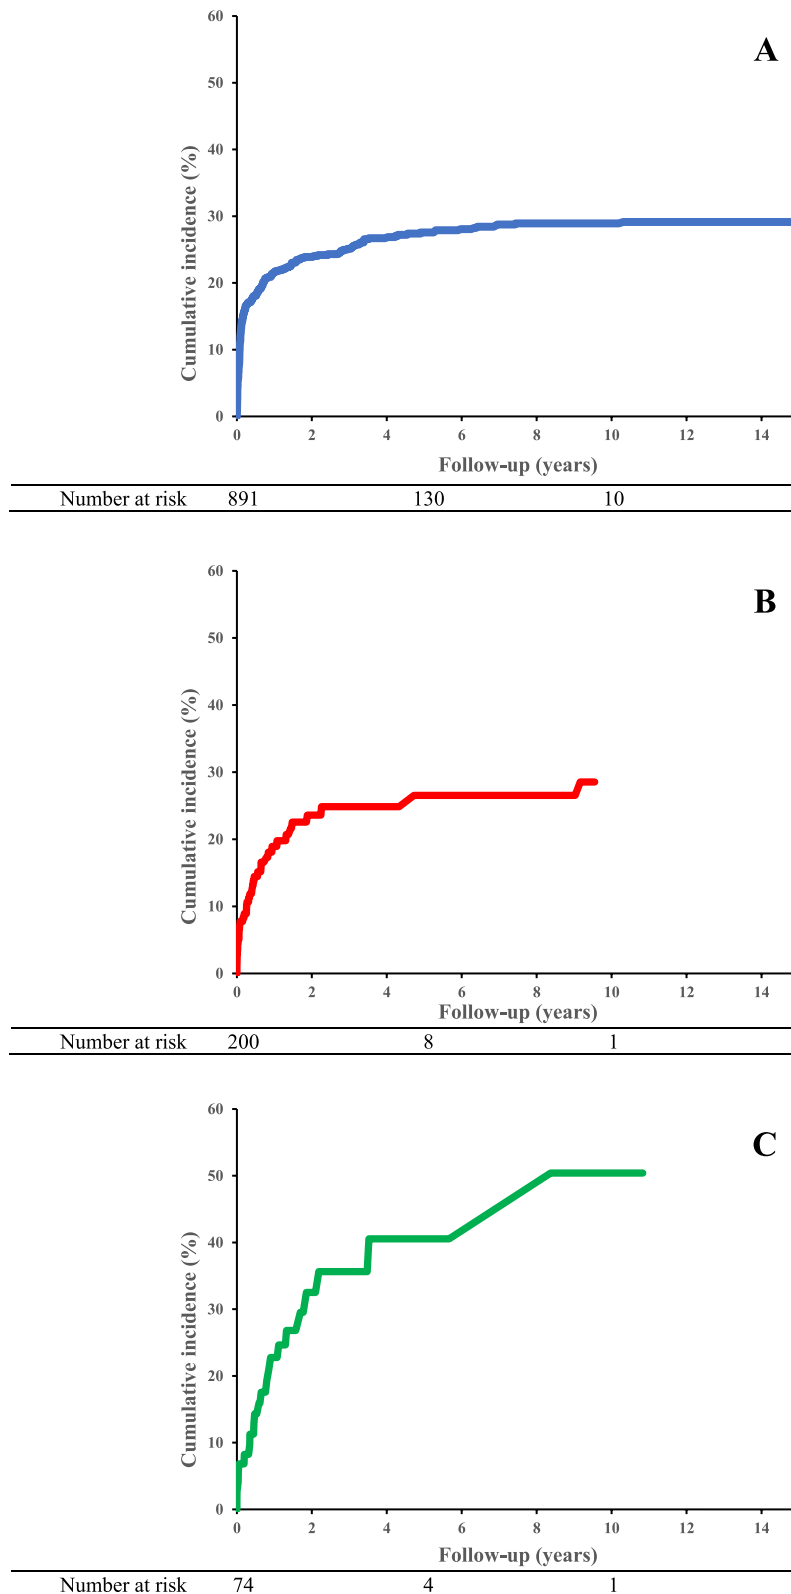 A
Cumulative incidence (%)
60
50
40
30
20
10
0
0 2 4 6 8 10 12 14
Follow-up (years)
Number at risk 891 130 10
B
Cumulative incidence (%)
60
50
40
30
20
10
0
0 2 4 6 8 10 12 14
Follow-up (years)
Number at risk 200 8 1
C
Cumulative incidence (%)
60
50
40
30
20
10
0
0 2 4 6 8 10 12 14
Follow-up (years)
Number at risk 74 4 1